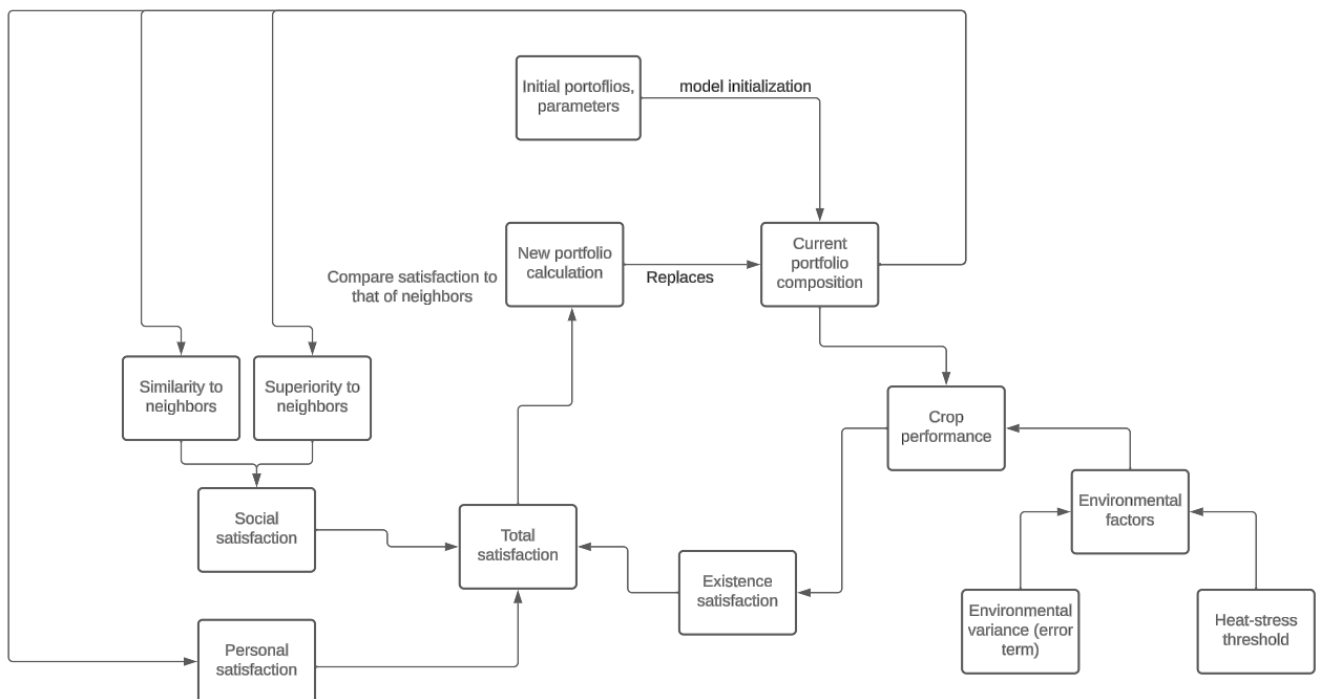 Initial portoflios,
parameters
model initialization
New portfolio
calculation
Replaces
Current
portfolio
composition
Compare satisfaction to
that of neighbors
Similarity to
neighbors
Superiority to
neighbors
Crop
performance
Social
satisfaction
Total
satisfaction
Environmental
factors
Existence
satisfaction
Personal
satisfaction
Environmental
variance (error
term)
Heat-stress
threshold